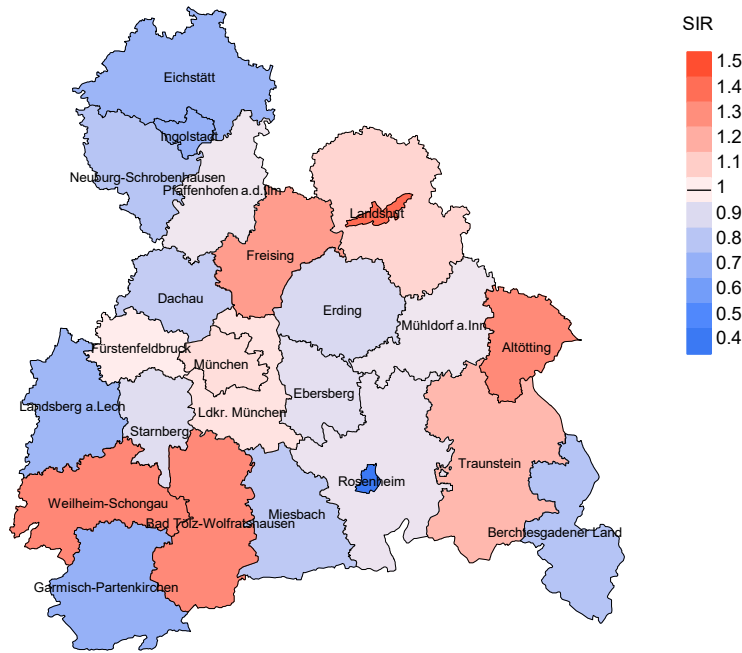 SIR
1.5
1.4
1.3
1.2
1.1
1
0.9
0.8
0.7
0.6
0.5
0.4
Eichstätt
Ingolstadt
Neuburg-Schrobenhausen
Pfaffenhofen a.d.Ilm
Landshut
Freising
Dachau
Erding
Mühldorf a.Inn
Altötting
Fürstenfeldbruck
München
Ebersberg
Landsberg a.Lech
Ldkr. München
Starnberg
Traunstein
Rosenheim
Weilheim-Schongau
Miesbach
Bad Tölz-Wolfratshausen
Berchtesgadener Land
Garmisch-Partenkirchen